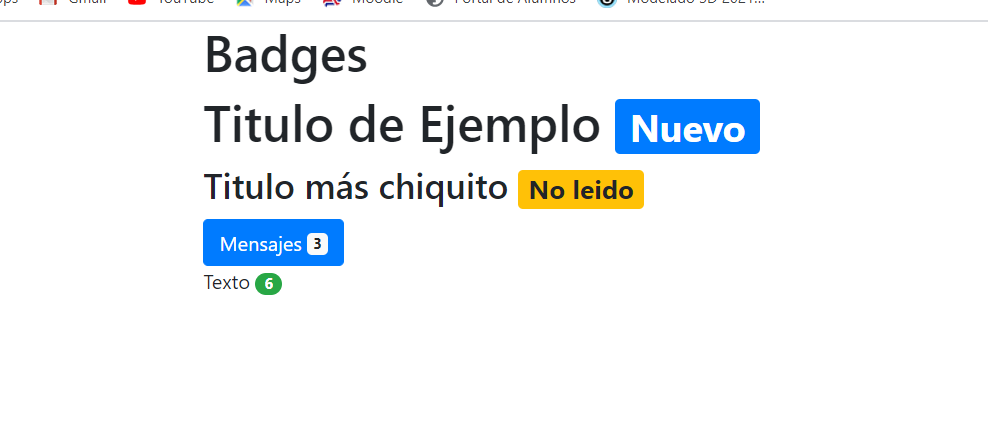 Gmail YouTube Maps Moodle Portal de Alumnos Modelado 3D 2021...
Badges
Titulo de Ejemplo Nuevo
Titulo más chiquito No leido
Mensajes 3
Texto 6